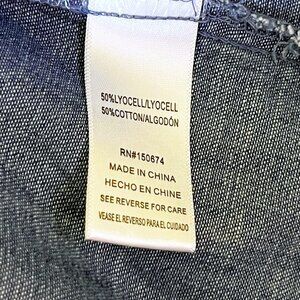 50%LYOCELL/LYOCELL
50%COTTON/ALGODÓN
RN#150674
MADE IN CHINA
HECHO EN CHINE
SEE REVERSE FOR CARE
VEASE EL REVERSO PARA EL CUIDADO